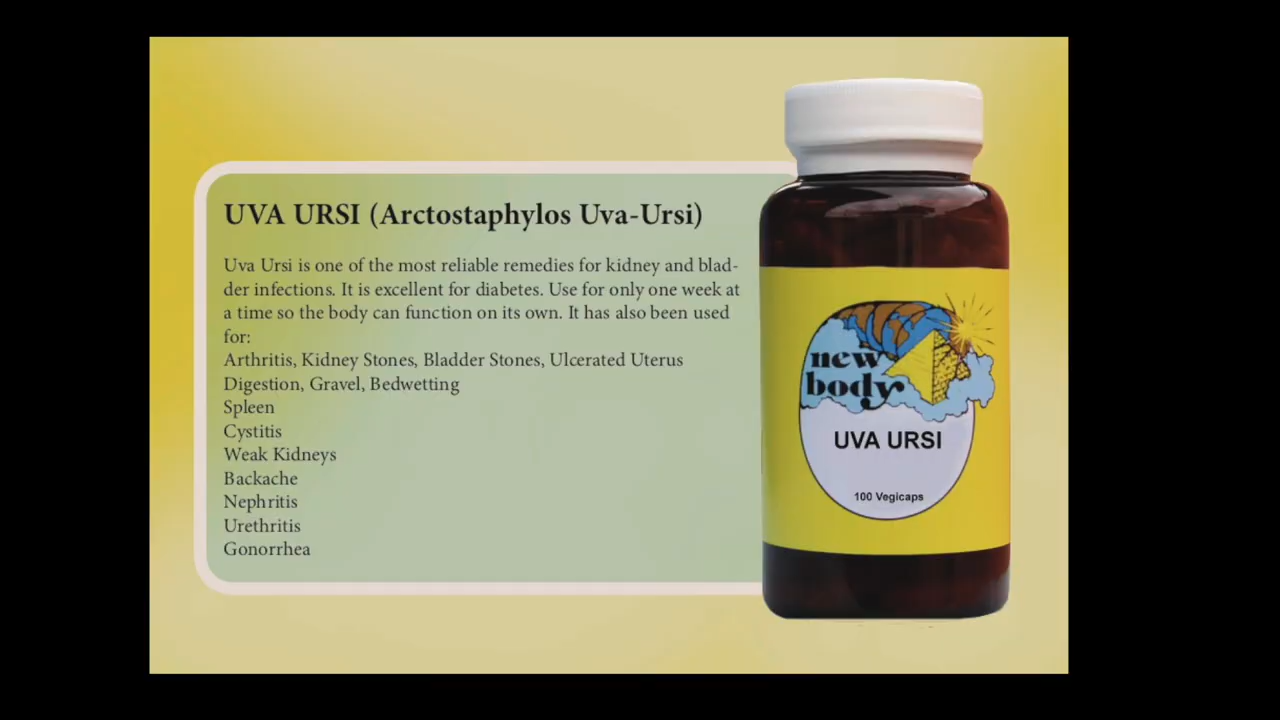 UVA URSI (Arctostaphylos Uva-Ursi)
Uva Ursi is one of the most reliable remedies for kidney and blad-
der infections. It is excellent for diabetes. Use for only one week at
a time so the body can function on its own. It has also been used
for:
Arthritis, Kidney Stones, Bladder Stones, Ulcerated Uterus
Digestion, Gravel, Bedwetting
Spleen
Cystitis
Weak Kidneys
Backache
Nephritis
Urethritis
Gonorrhea
new
body
UVA URSI
100 Vegicaps